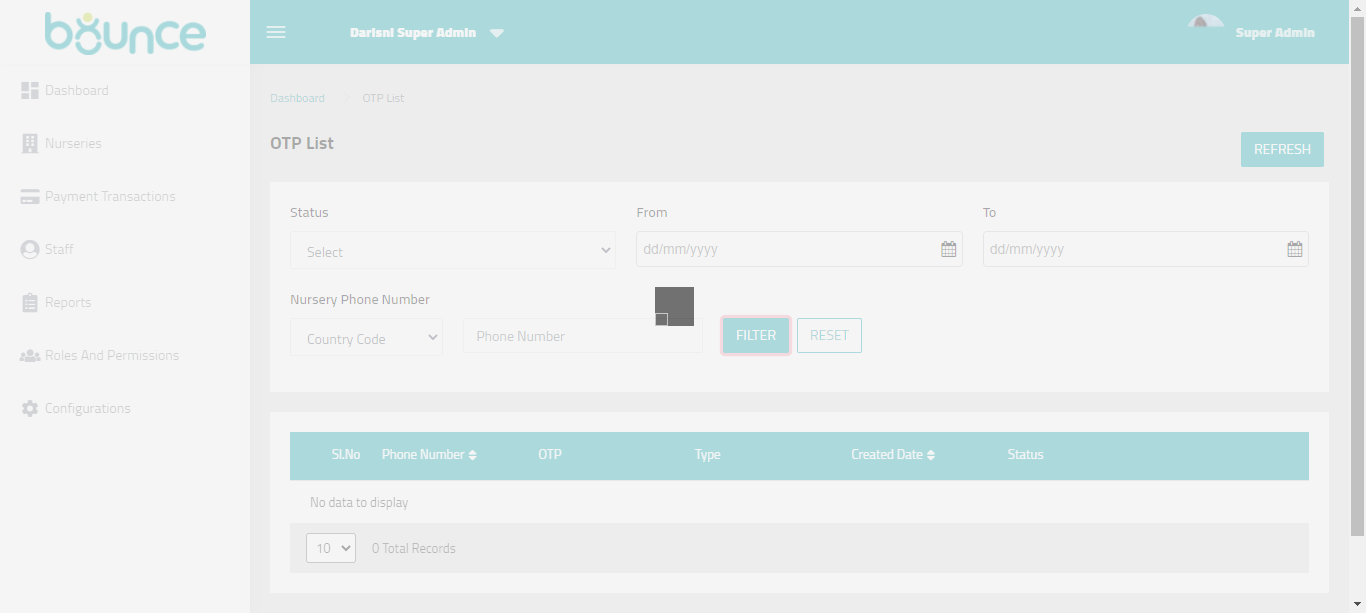 bounce
Darisni Super Admin
Super Admin
Dashboard
Nurseries
Payment Transactions
Staff
Reports
Roles And Permissions
Configurations
Dashboard
OTP List
OTP List
REFRESH
Status
From
To
Select
dd/mm/yyyy
dd/mm/yyyy
Nursery Phone Number
Country Code
Phone Number
FILTER
RESET
Sl.No Phone Number OTP Type Created Date Status
No data to display
10
0 Total Records